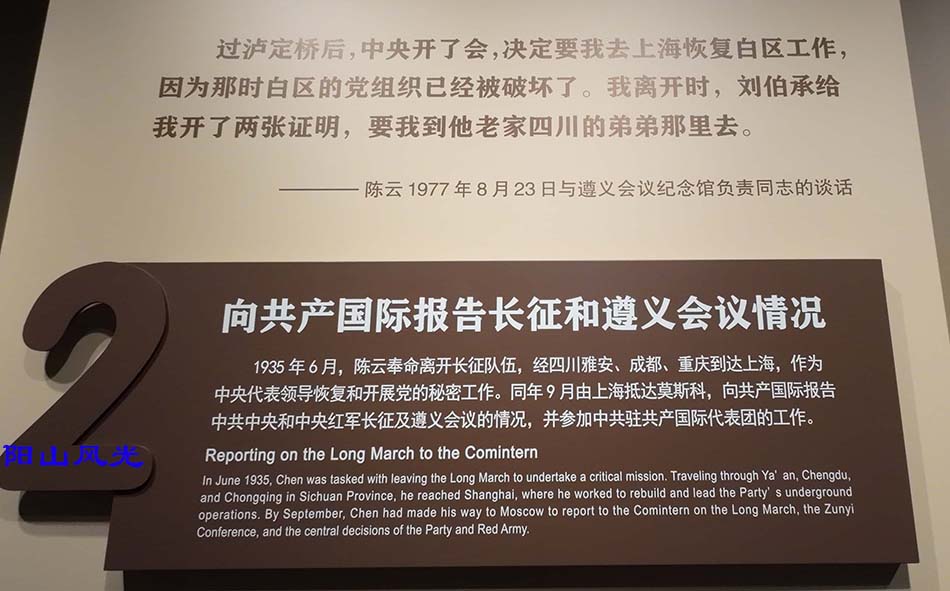 过泸定桥后,中央开了会,决定要我去上海恢复白区工作,
因为那时白区的党组织已经被破坏了。我离开时，刘伯承给
我开了两张证明，要我到他老家四川的弟弟那里去。
——陈云1977年8月23日与遵义会议纪念馆负责同志的谈话
2
向共产国际报告长征和遵义会议情况
1935年6月，陈云奉命离开长征队伍，经四川雅安、成都、重庆到达上海，作为
中央代表领导恢复和开展党的秘密工作。同年9月由上海抵达莫斯科，向共产国际报告
中共中央和中央红军长征及遵义会议的情况，并参加中共驻共产国际代表团的工作。
阳山风光
Reporting on the Long March to the Comintern
In June 1935, Chen was tasked with leaving the Long March to undertake a critical mission. Traveling through Ya' an, Chengdu,
and Chongqing in Sichuan Province, he reached Shanghai, where he worked to rebuild and lead the Party' s underground
operations. By September, Chen had made his way to Moscow to report to the Comintern on the Long March, the Zunyi
Conference, and the central decisions of the Party and Red Army.